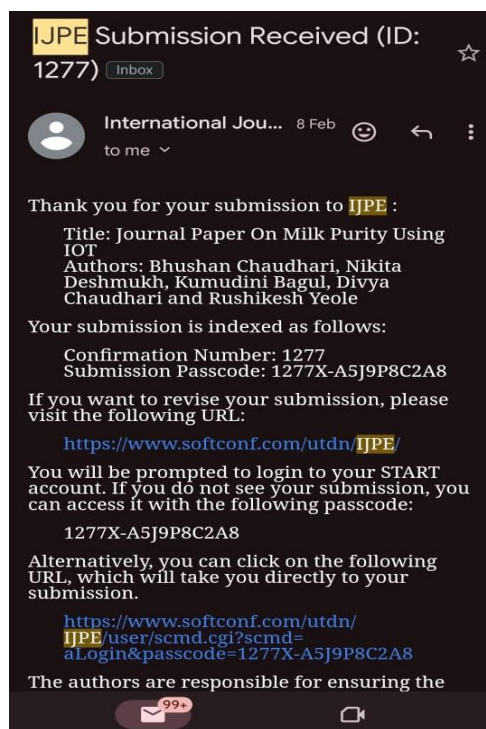 IJPE Submission Received (ID:
1277) Inbox
International Jou... 8 Feb
to me
Thank you for your submission to IJPE :
Title: Journal Paper On Milk Purity Using
IOT
Authors: Bhushan Chaudhari, Nikita
Deshmukh, Kumudini Bagul, Divya
Chaudhari and Rushikesh Yeole
Your submission is indexed as follows:
Confirmation Number: 1277
Submission Passcode: 1277X-A5J9P8C2A8
If you want to revise your submission, please
visit the following URL:
https://www.softconf.com/utdn/IJPE/
You will be prompted to login to your START
account. If you do not see your submission, you
can access it with the following passcode:
1277X-A5J9P8C2A8
Alternatively, you can click on the following
URL, which will take you directly to your
submission.
https://www.softconf.com/utdn/
IJPE/user/scmd.cgi?scmd=
aLogin&passcode=1277X-A5J9P8C2A8
The authors are responsible for ensuring the
99+